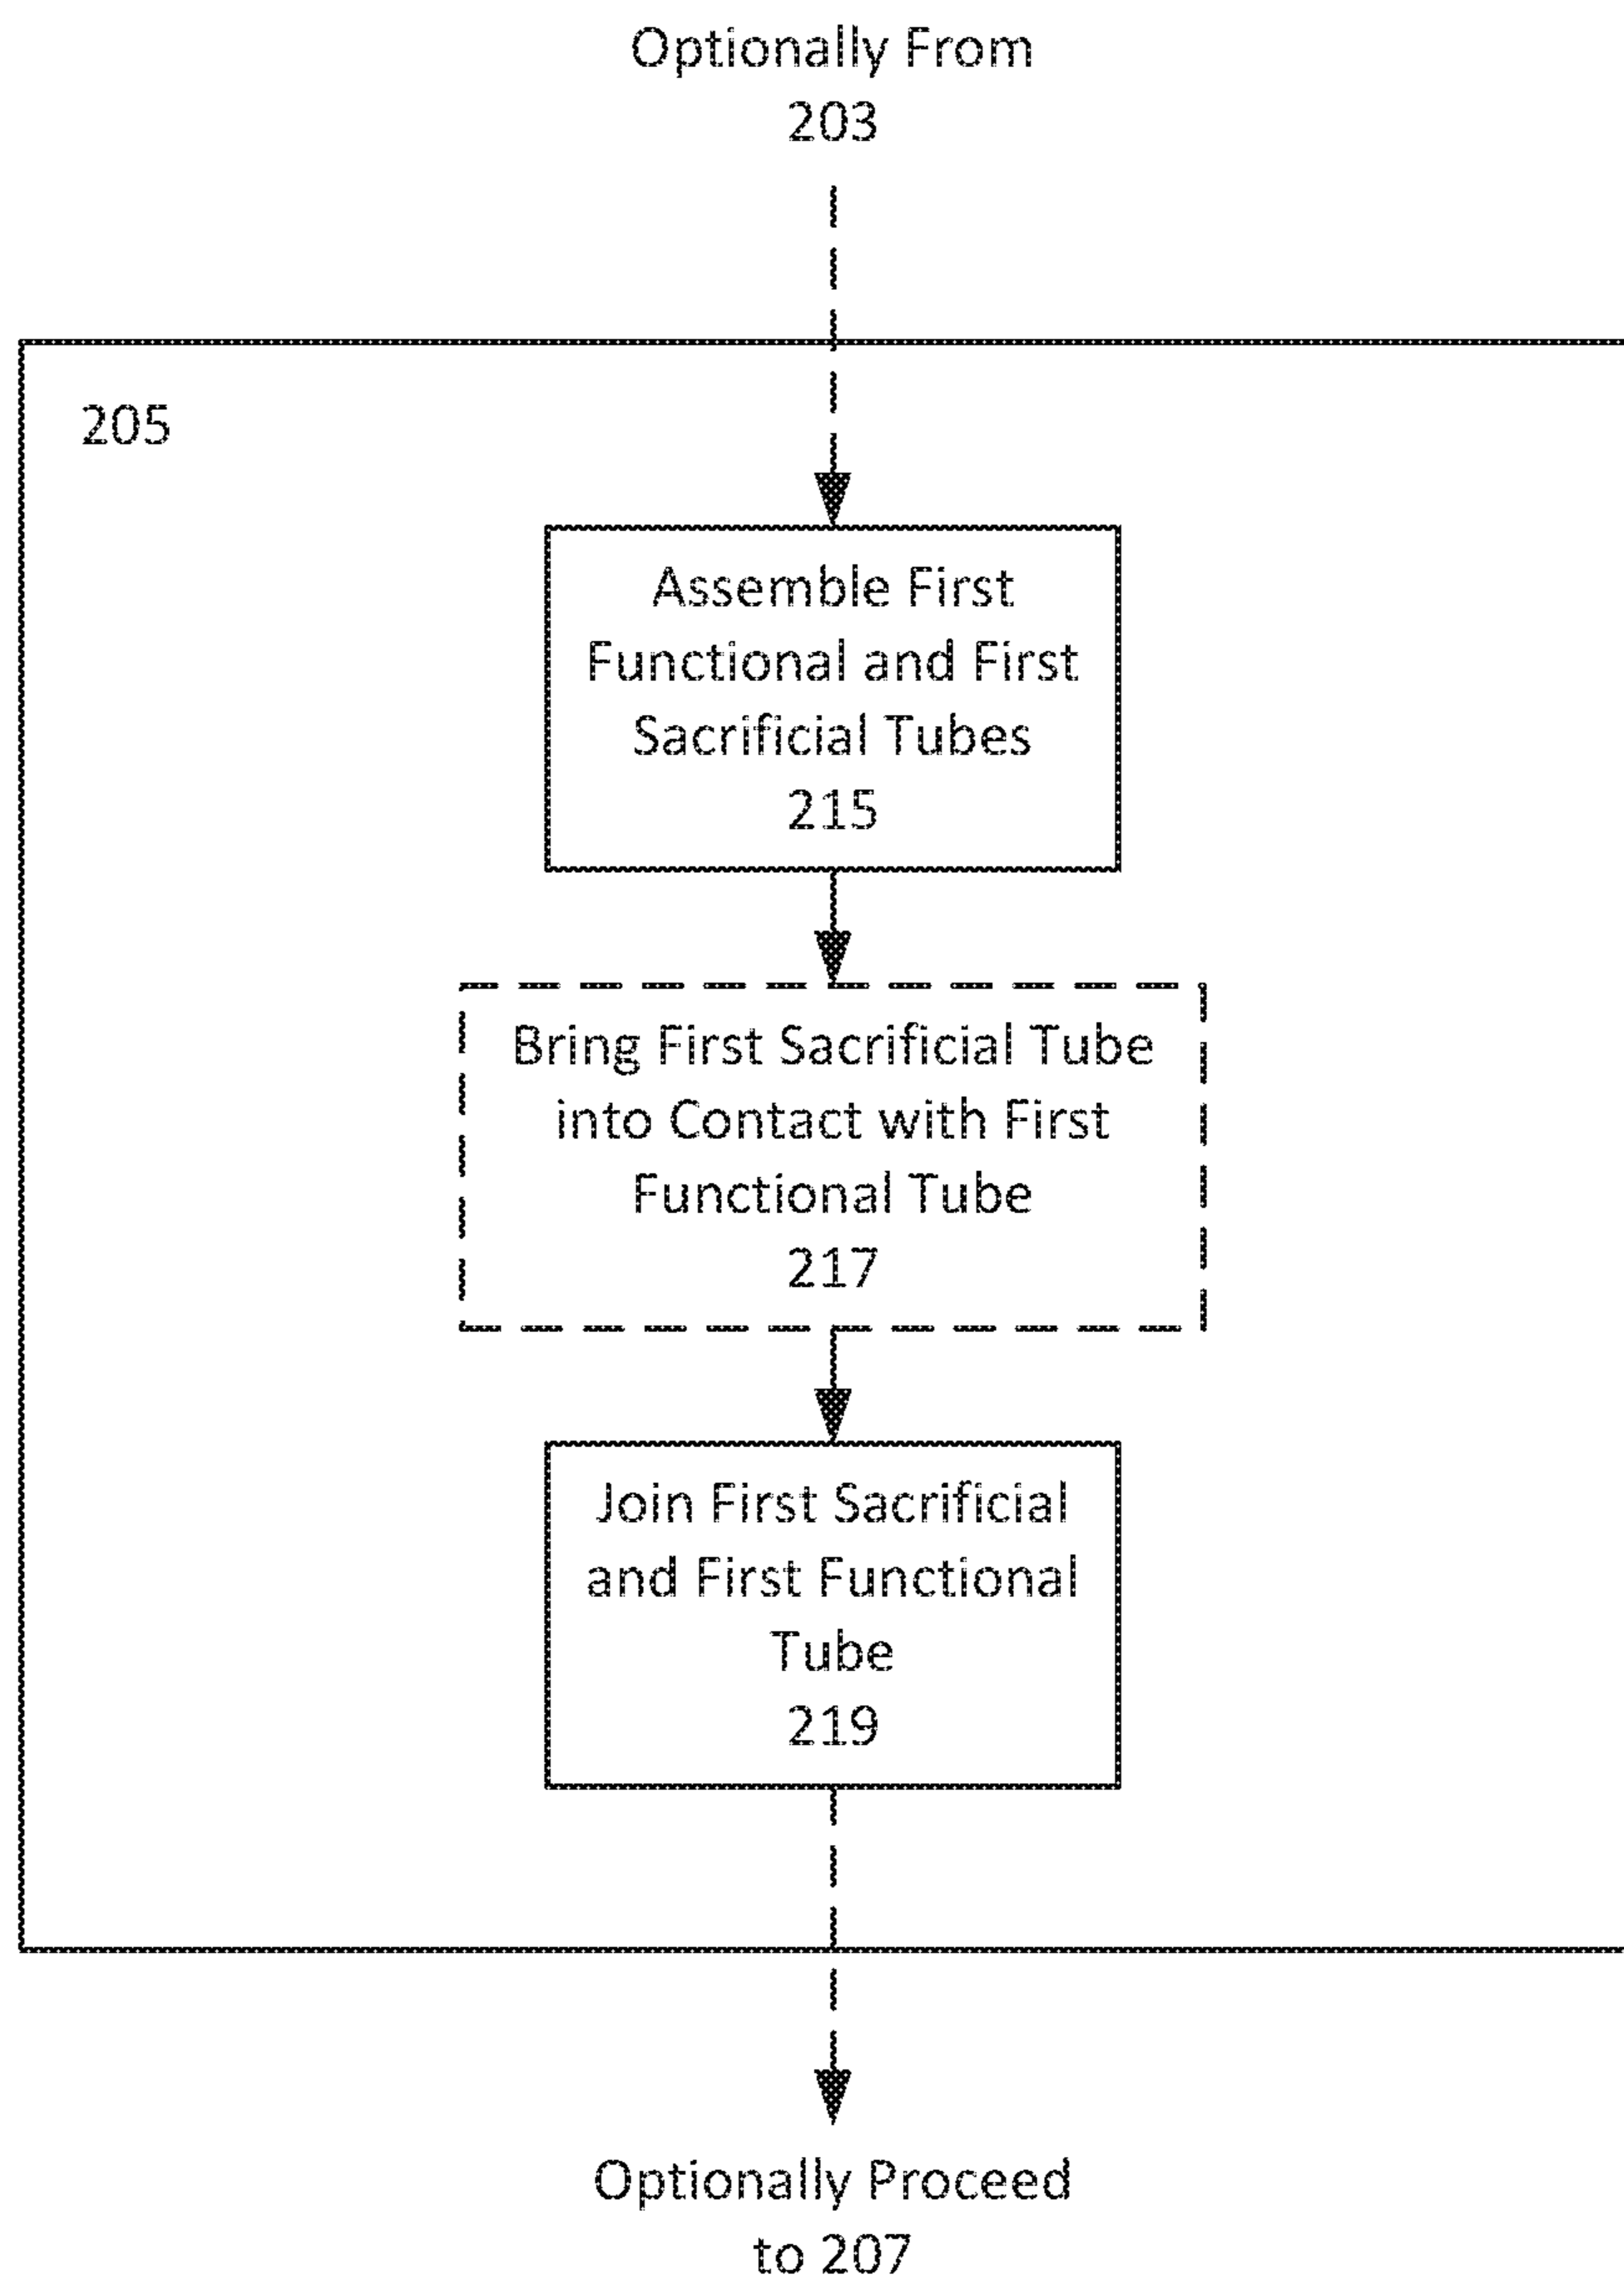 Optionally From
203
205
Assemble First
Functional and First
Sacrificial Tubes
215
Bring First Sacrificial Tube
into Contact with First
Functional Tube
217
Join First Sacrificial
and First Functional
Tube
219
Optionally Proceed
to 207